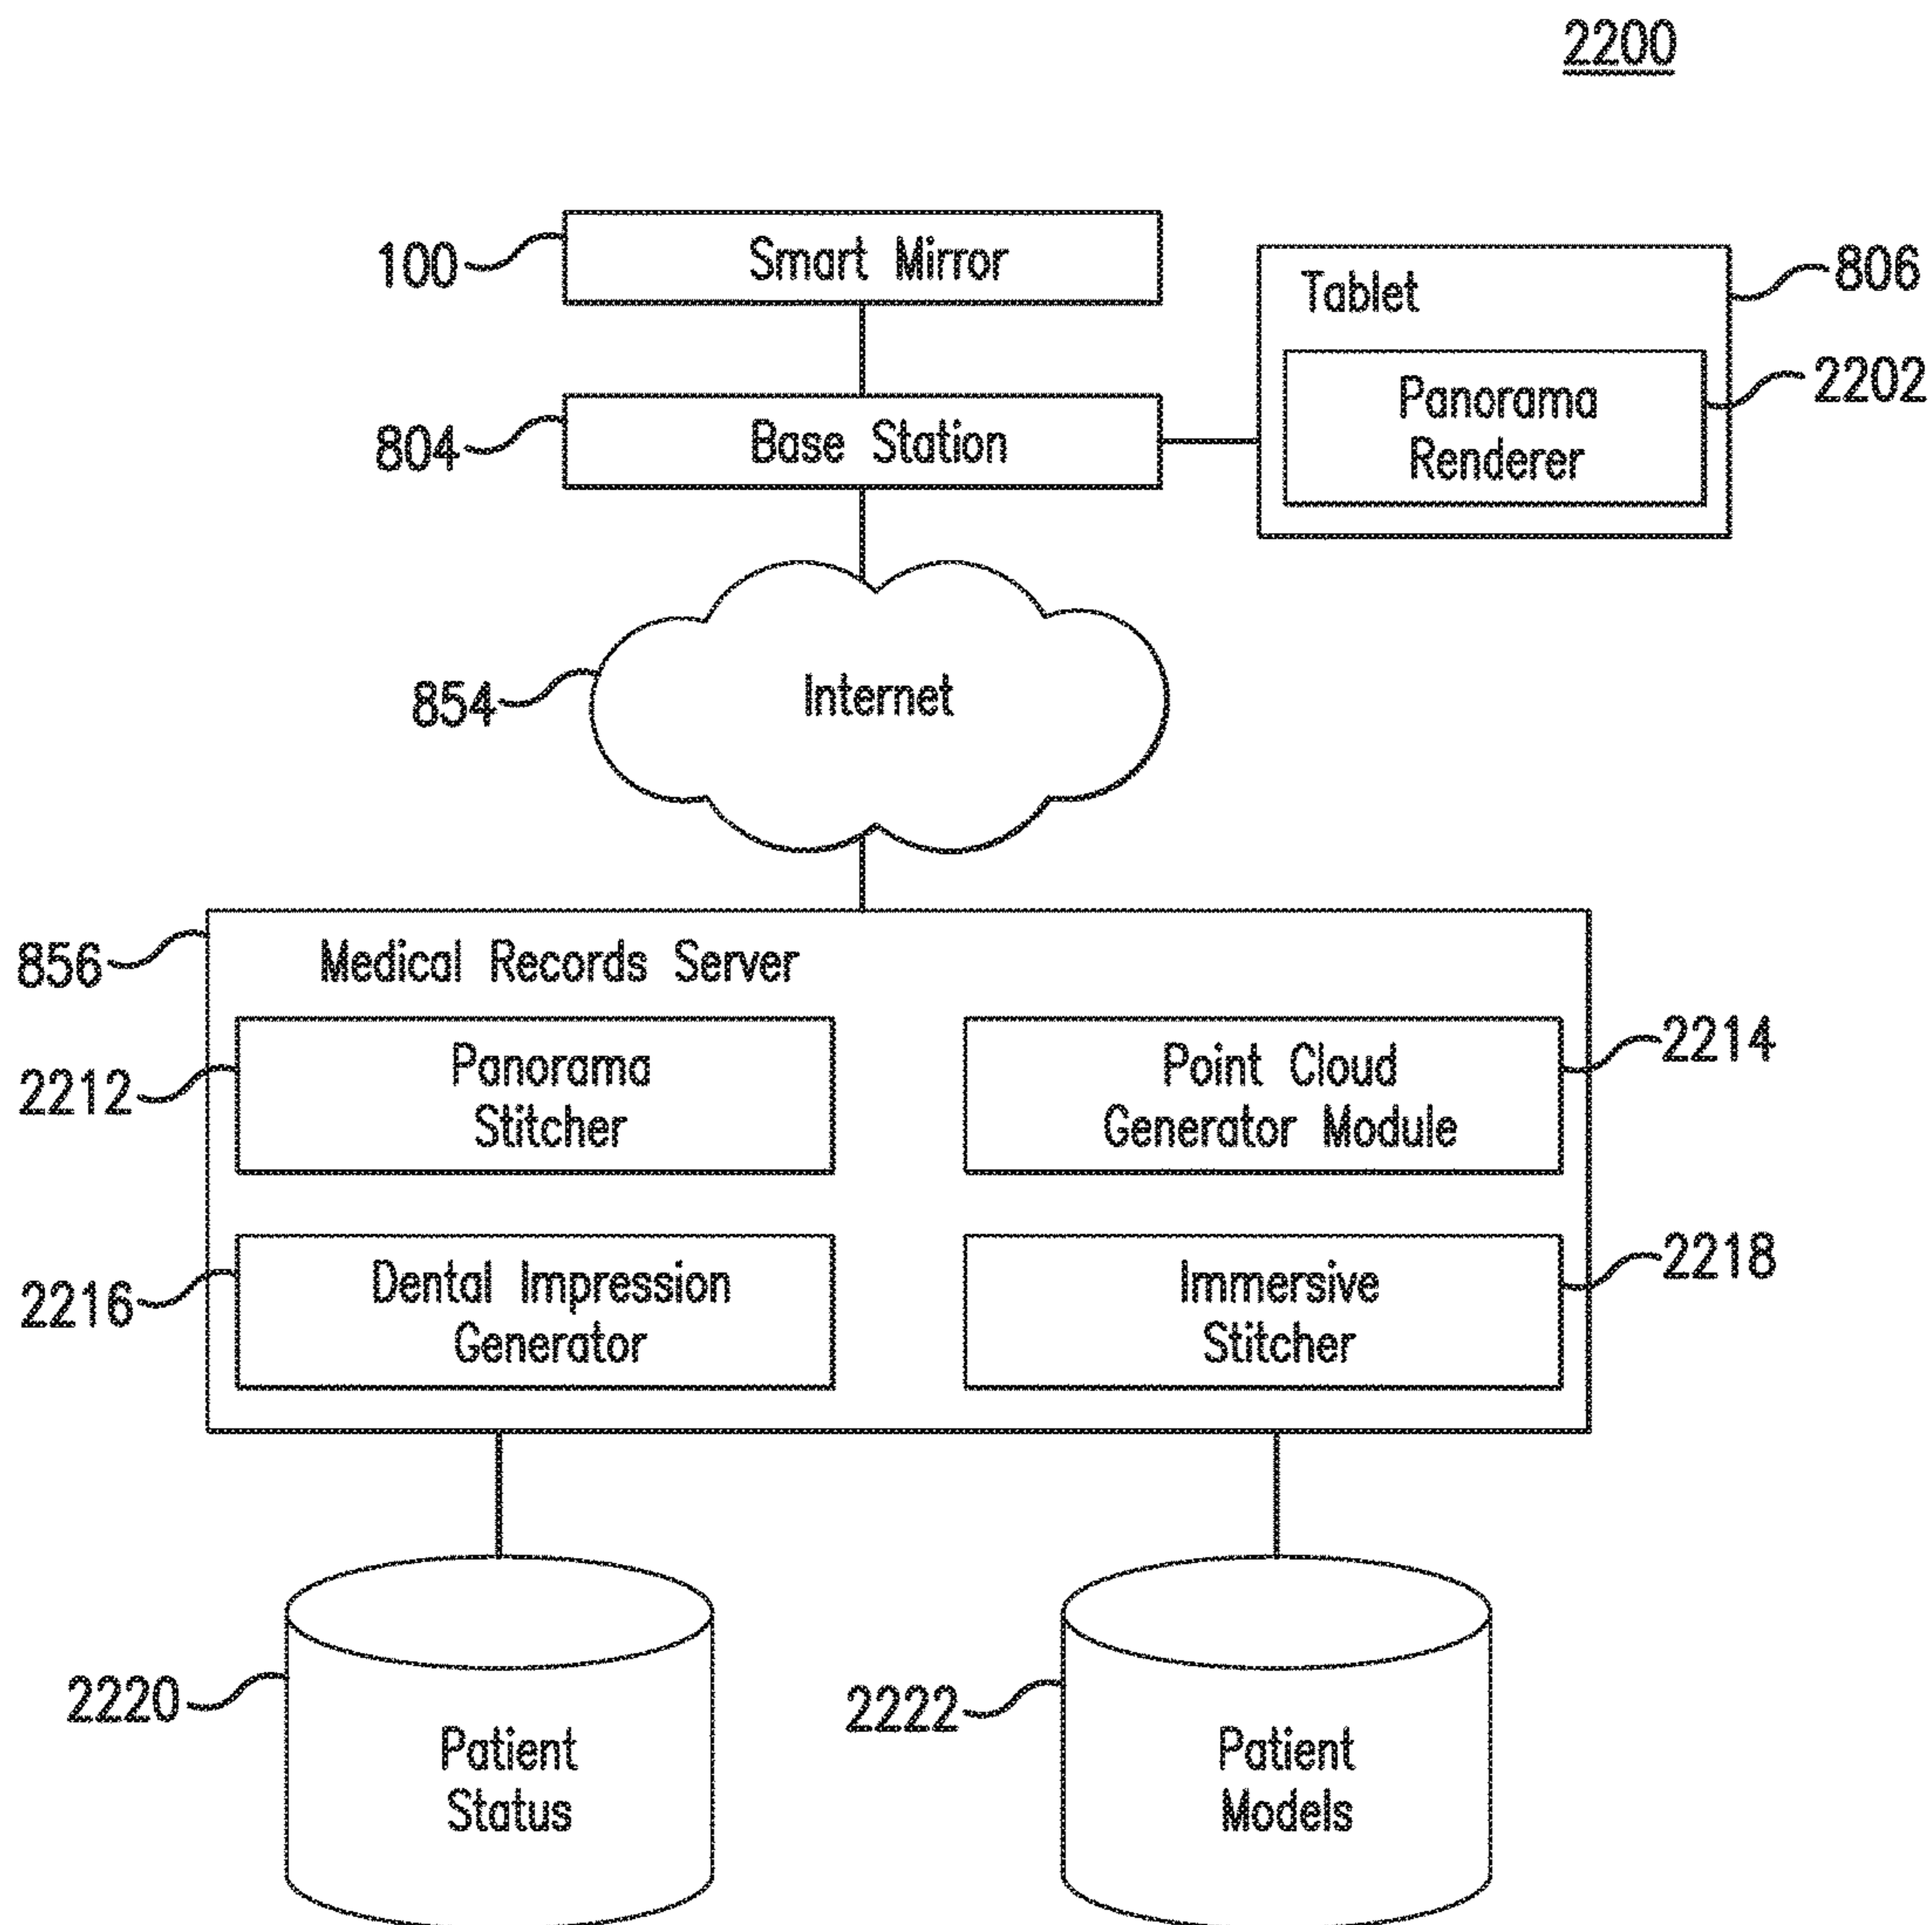 2200
100
Smart Mirror
Tablet
806
804
Base Station
Panorama
Renderer
2202
854
Internet
856
Medical Records Server
2212
Panorama
Stitcher
Point Cloud
Generator Module
2214
2216
Dental Impression
Generator
Immersive
Stitcher
2218
2220
Patient
Status
2222
Patient
Models